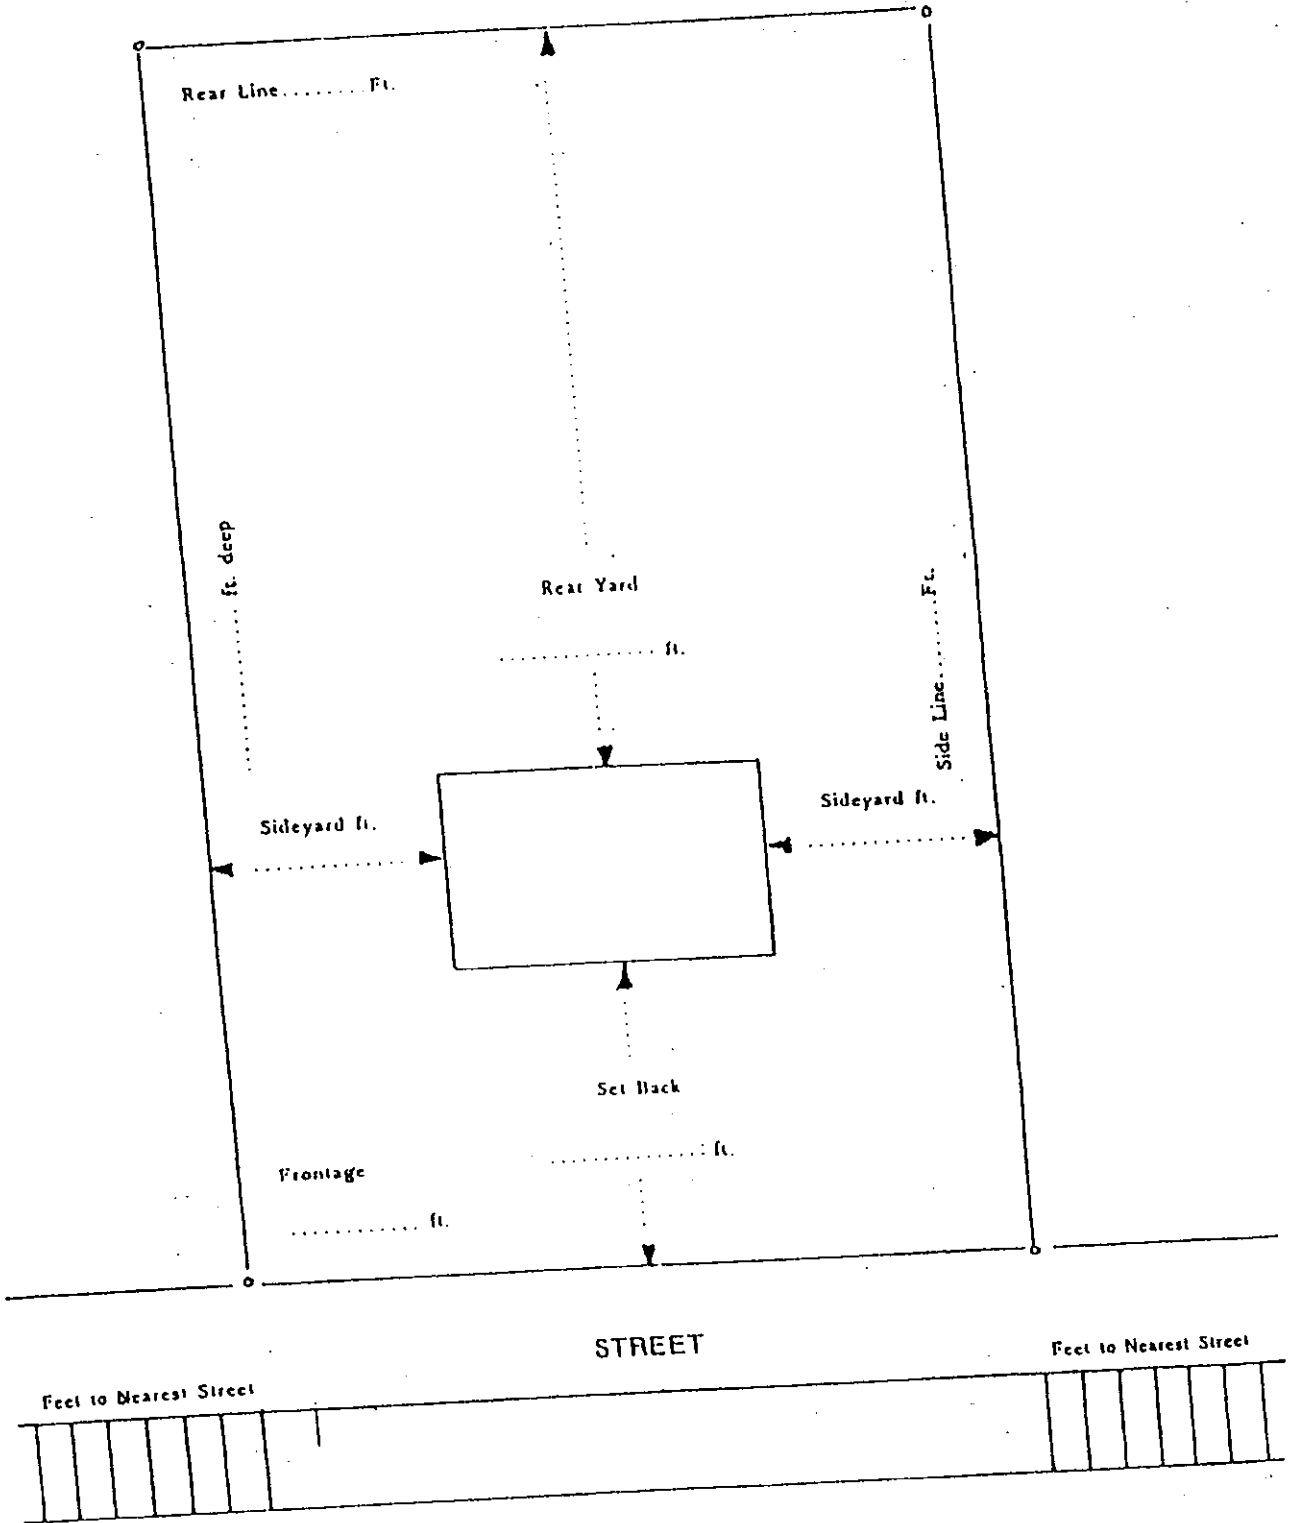 Rear Line........Ft.
............... ft. deep
Rear Yard
............... ft.
Side Line........Ft.
Sideyard ft.
Sideyard ft.
Set Back
............... ft.
Frontage
............ ft.
STREET
Feet to Nearest Street
Feet to Nearest Street